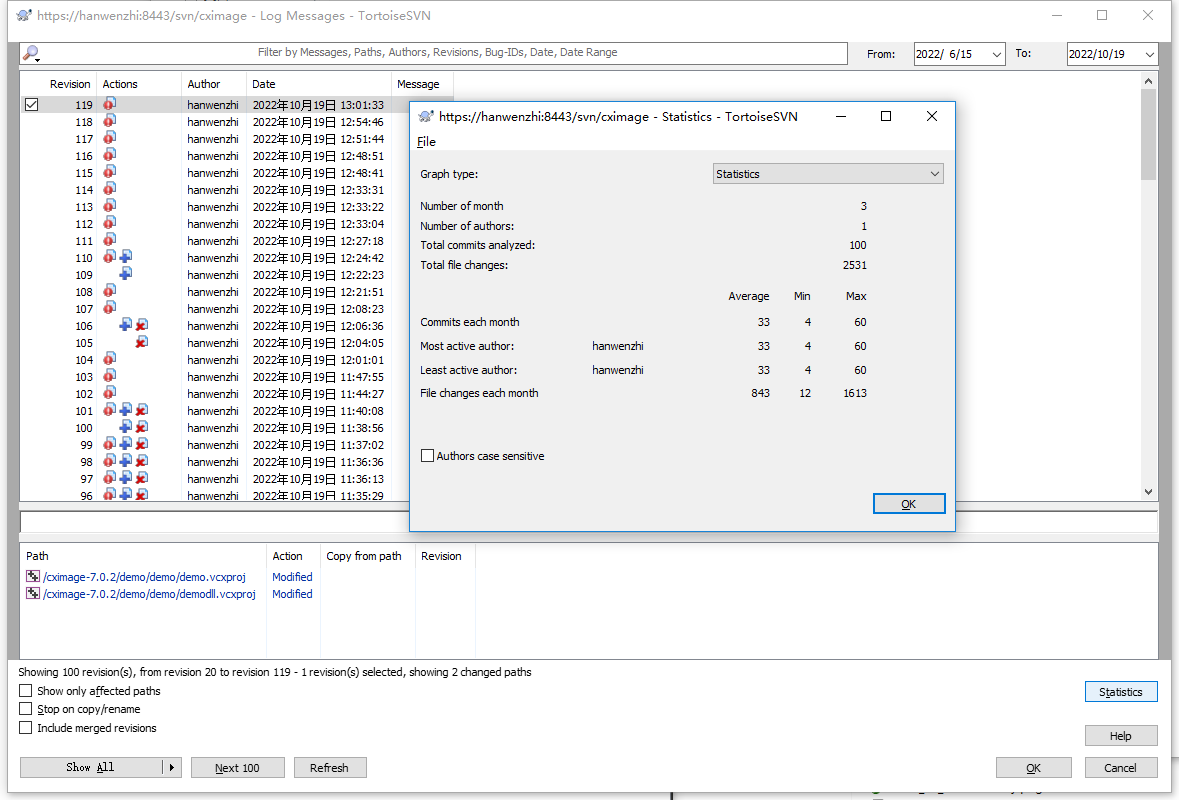 https://hanwenzhi:8443/svn/cximage - Log Messages - TortoiseSVN
Filter by Messages, Paths, Authors, Revisions, Bug-IDs, Date, Date Range
From: 2022/ 6/15 To: 2022/10/19
Revision Actions Author Date Message
119 hanwenzhi 2022年10月19日 13:01:33
118 hanwenzhi 2022年10月19日 12:54:46
117 hanwenzhi 2022年10月19日 12:51:44
116 hanwenzhi 2022年10月19日 12:48:51
115 hanwenzhi 2022年10月19日 12:48:41
114 hanwenzhi 2022年10月19日 12:33:31
113 hanwenzhi 2022年10月19日 12:33:22
112 hanwenzhi 2022年10月19日 12:33:04
111 hanwenzhi 2022年10月19日 12:27:18
110 hanwenzhi 2022年10月19日 12:24:42
109 hanwenzhi 2022年10月19日 12:22:23
108 hanwenzhi 2022年10月19日 12:21:51
107 hanwenzhi 2022年10月19日 12:08:23
106 hanwenzhi 2022年10月19日 12:06:36
105 hanwenzhi 2022年10月19日 12:04:05
104 hanwenzhi 2022年10月19日 12:01:01
103 hanwenzhi 2022年10月19日 11:47:55
102 hanwenzhi 2022年10月19日 11:44:27
101 hanwenzhi 2022年10月19日 11:40:08
100 hanwenzhi 2022年10月19日 11:38:56
99 hanwenzhi 2022年10月19日 11:37:02
98 hanwenzhi 2022年10月19日 11:36:36
97 hanwenzhi 2022年10月19日 11:36:13
96 hanwenzhi 2022年10月19日 11:35:29
https://hanwenzhi:8443/svn/cximage - Statistics - TortoiseSVN
File
Graph type: Statistics
Number of month 3
Number of authors: 1
Total commits analyzed: 100
Total file changes: 2531
Average Min Max
Commits each month 33 4 60
Most active author: hanwenzhi 33 4 60
Least active author: hanwenzhi 33 4 60
File changes each month 843 12 1613
Authors case sensitive
OK
Path Action Copy from path Revision
/cximage-7.0.2/demo/demo/demo.vcxproj Modified
/cximage-7.0.2/demo/demo/demodll.vcxproj Modified
Showing 100 revision(s), from revision 20 to revision 119 - 1 revision(s) selected, showing 2 changed paths
Show only affected paths
Stop on copy/rename
Include merged revisions
Statistics
Help
Show All Next 100 Refresh OK Cancel